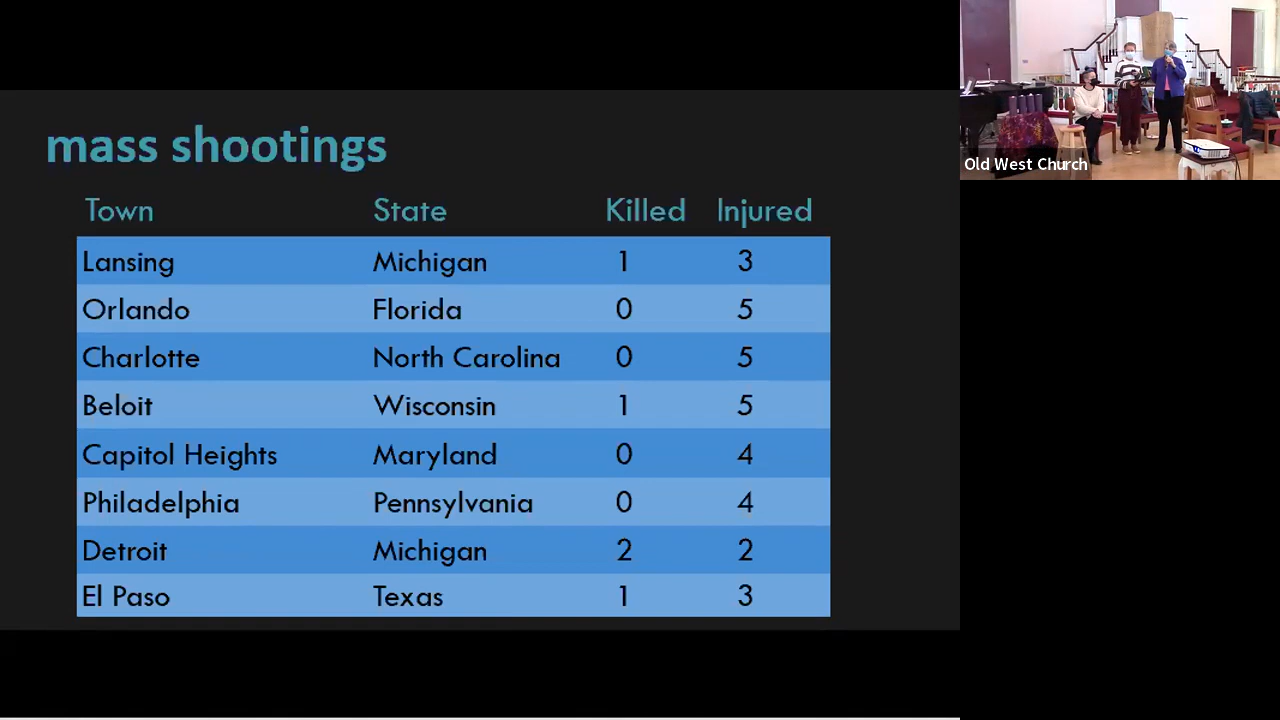 mass shootings
Town State Killed Injured
Lansing Michigan 1 3
Orlando Florida 0 5
Charlotte North Carolina 0 5
Beloit Wisconsin 1 5
Capitol Heights Maryland 0 4
Philadelphia Pennsylvania 0 4
Detroit Michigan 2 2
El Paso Texas 1 3
Old West Church